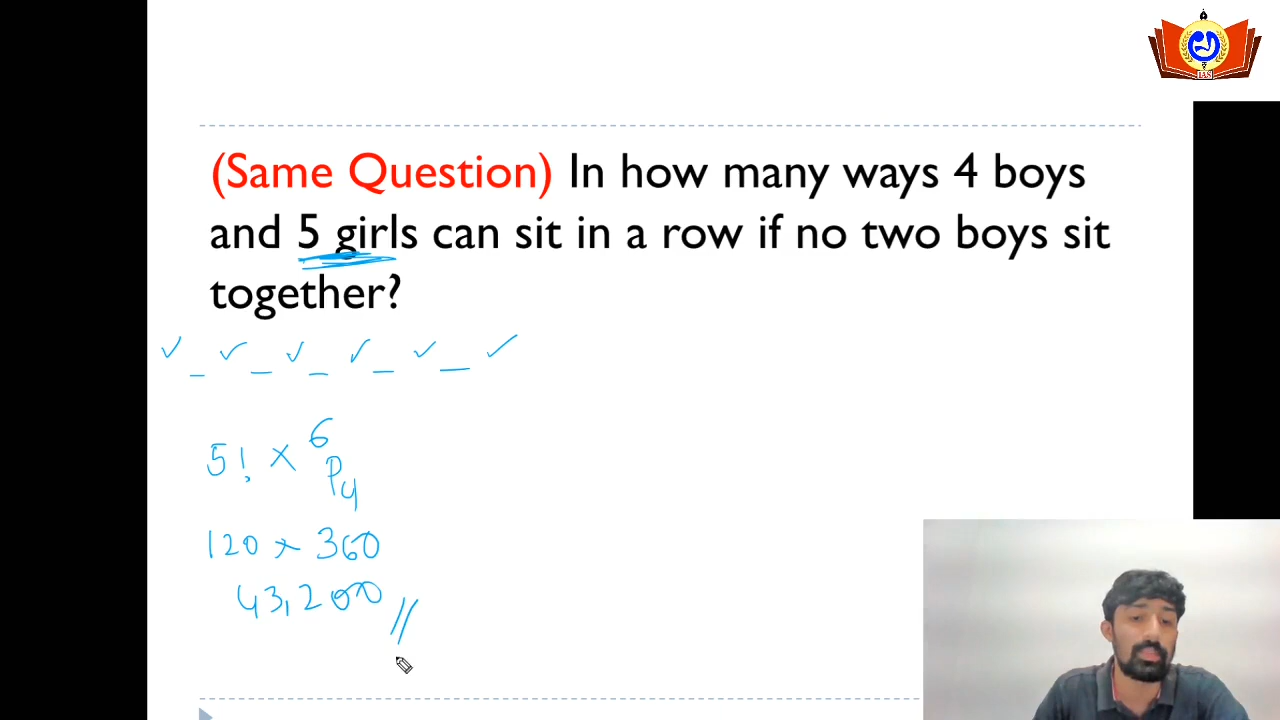 (Same Question) In how many ways 4 boys
and 5 girls can sit in a row if no two boys sit
together?
5! × 6P4
120 × 360
43,200 //
IAS